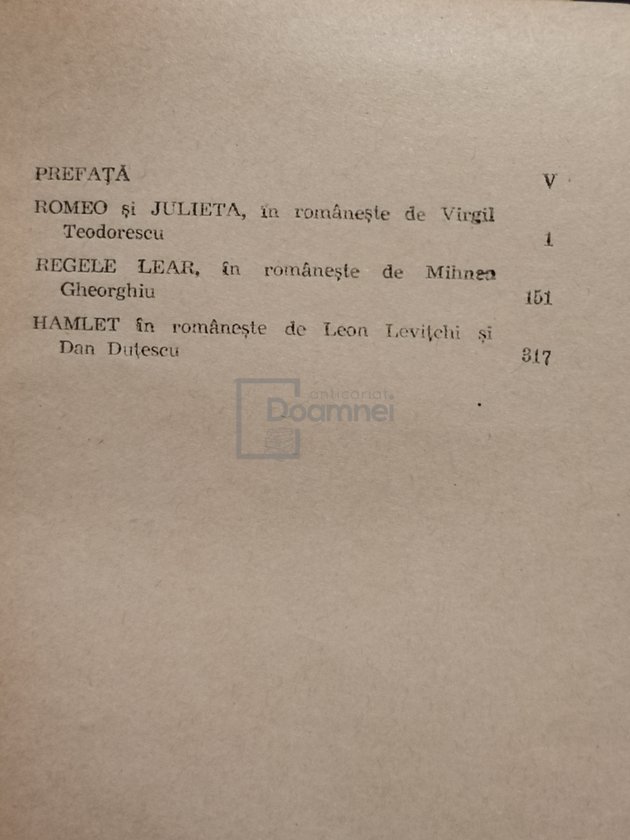 PREFAȚĂ V
ROMEO și JULIETA, în românește de Virgil
Teodorescu 1
REGELE LEAR, în românește de Mihnea
Gheorghiu 151
HAMLET în românește de Leon Levițchi și
Dan Duțescu 317
anticariat
Doamnei